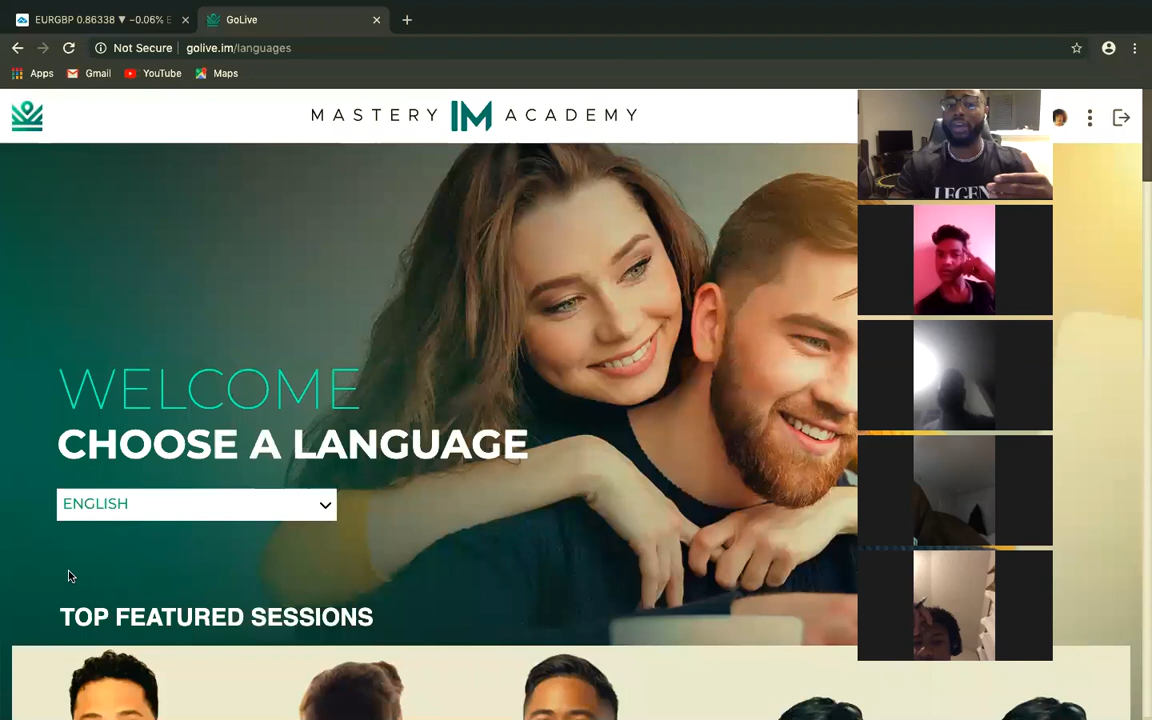 EURGBP 0.86338 ▼ −0.06% E
GoLive
Not Secure
golive.im/languages
Apps
Gmail
YouTube
Maps
MASTERY IM ACADEMY
LEGEN
WELCOME
CHOOSE A LANGUAGE
ENGLISH
TOP FEATURED SESSIONS